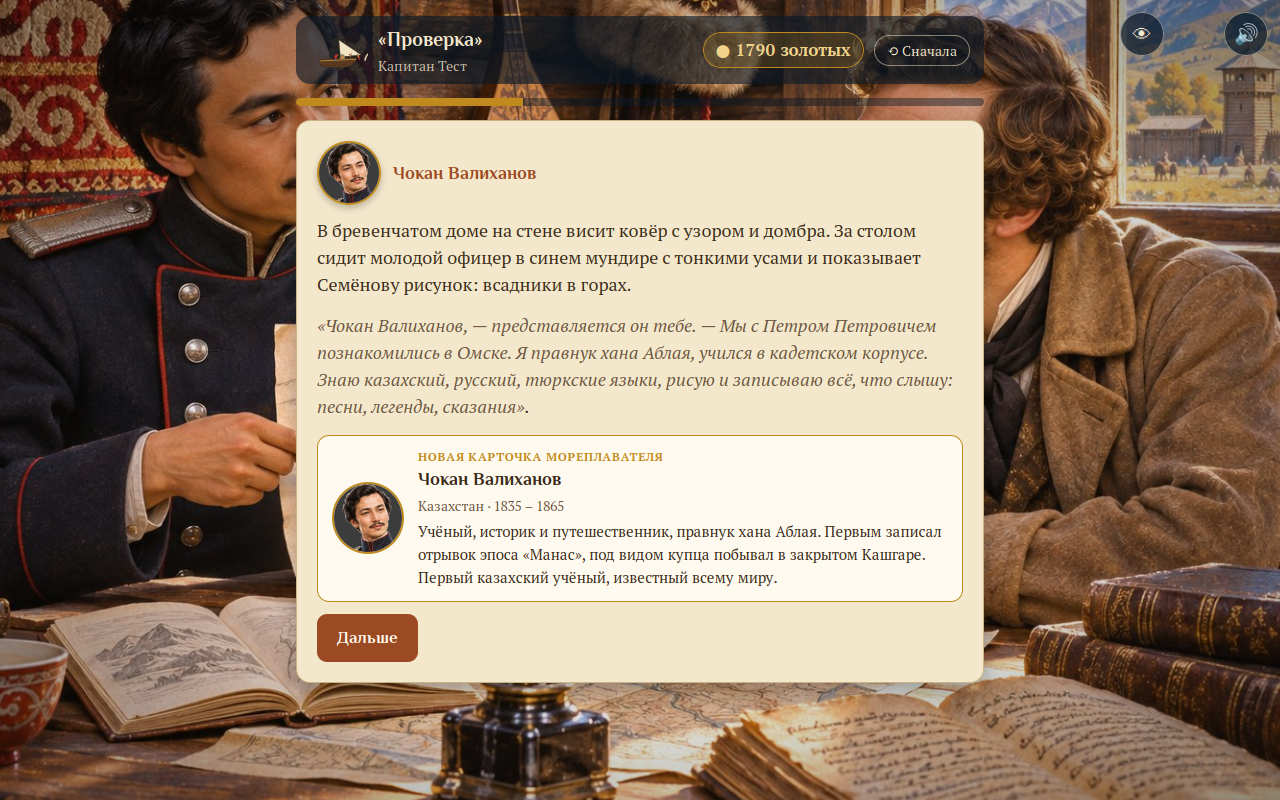 «Проверка»
Капитан Тест
1790 золотых
⟲ Сначала
Чокан Валиханов
В бревенчатом доме на стене висит ковёр с узором и домбра. За столом
сидит молодой офицер в синем мундире с тонкими усами и показывает
Семёнову рисунок: всадники в горах.
«Чокан Валиханов, — представляется он тебе. — Мы с Петром Петровичем
познакомились в Омске. Я правнук хана Аблая, учился в кадетском корпусе.
Знаю казахский, русский, тюркские языки, рисую и записываю всё, что слышу:
песни, легенды, сказания».
НОВАЯ КАРТОЧКА МОРЕПЛАВАТЕЛЯ
Чокан Валиханов
Казахстан · 1835 – 1865
Учёный, историк и путешественник, правнук хана Аблая. Первым записал
отрывок эпоса «Манас», под видом купца побывал в закрытом Кашгаре.
Первый казахский учёный, известный всему миру.
Дальше